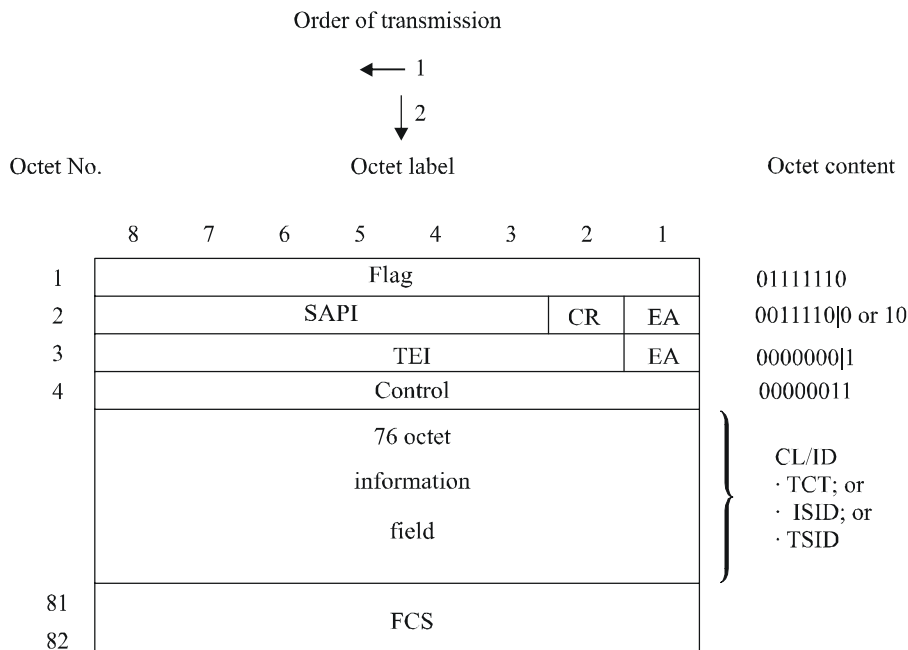 Order of transmission
1
2
Octet No. Octet label Octet content
8 7 6 5 4 3 2 1
1 Flag 01111110
2 SAPI CR EA 0011110|0 or 10
3 TEI EA 0000000|1
4 Control 00000011
76 octet
information
field
CL/ID
· TCT; or
· ISID; or
· TSID
81
FCS
82